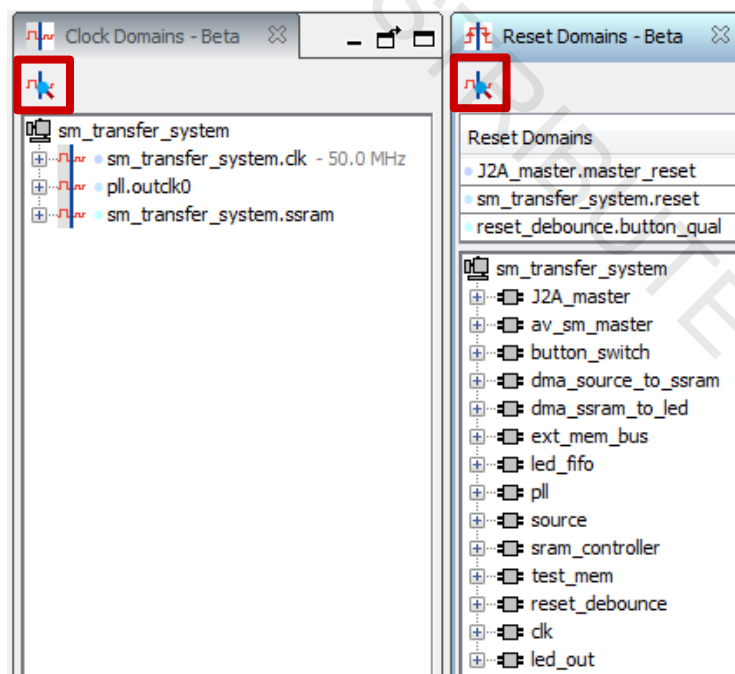 Clock Domains - Beta
sm_transfer_system
sm_transfer_system.clk - 50.0 MHz
pll.outclk0
sm_transfer_system.ssram
Reset Domains - Beta
Reset Domains
J2A_master.master_reset
sm_transfer_system.reset
reset_debounce.button_qual
sm_transfer_system
J2A_master
av_sm_master
button_switch
dma_source_to_ssram
dma_ssram_to_led
ext_mem_bus
led_fifo
pll
source
sram_controller
test_mem
reset_debounce
clk
led_out
STRIBUTE